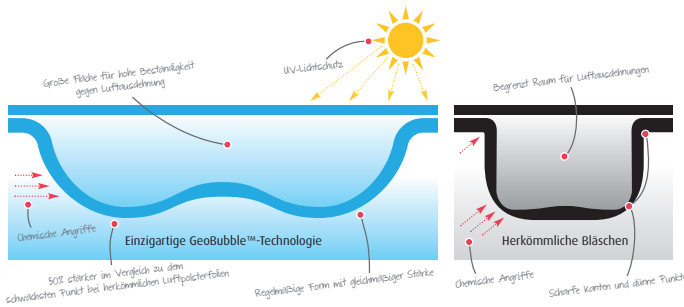 Große Fläche für hohe Beständigkeit
gegen Luftausdehnung
UV-Lichtschutz
Chemische Angriffe
Einzigartige GeoBubble™-Technologie
50% stärker im Vergleich zu dem
schwächsten Punkt bei herkömmlichen Luftpolsterfolien
Regelmäßige Form mit gleichmäßiger Stärke
Begrenzt Raum für Luftausdehnungen
Herkömmliche Bläschen
Chemische Angriffe
Scharfe kanten und dünne Punkt